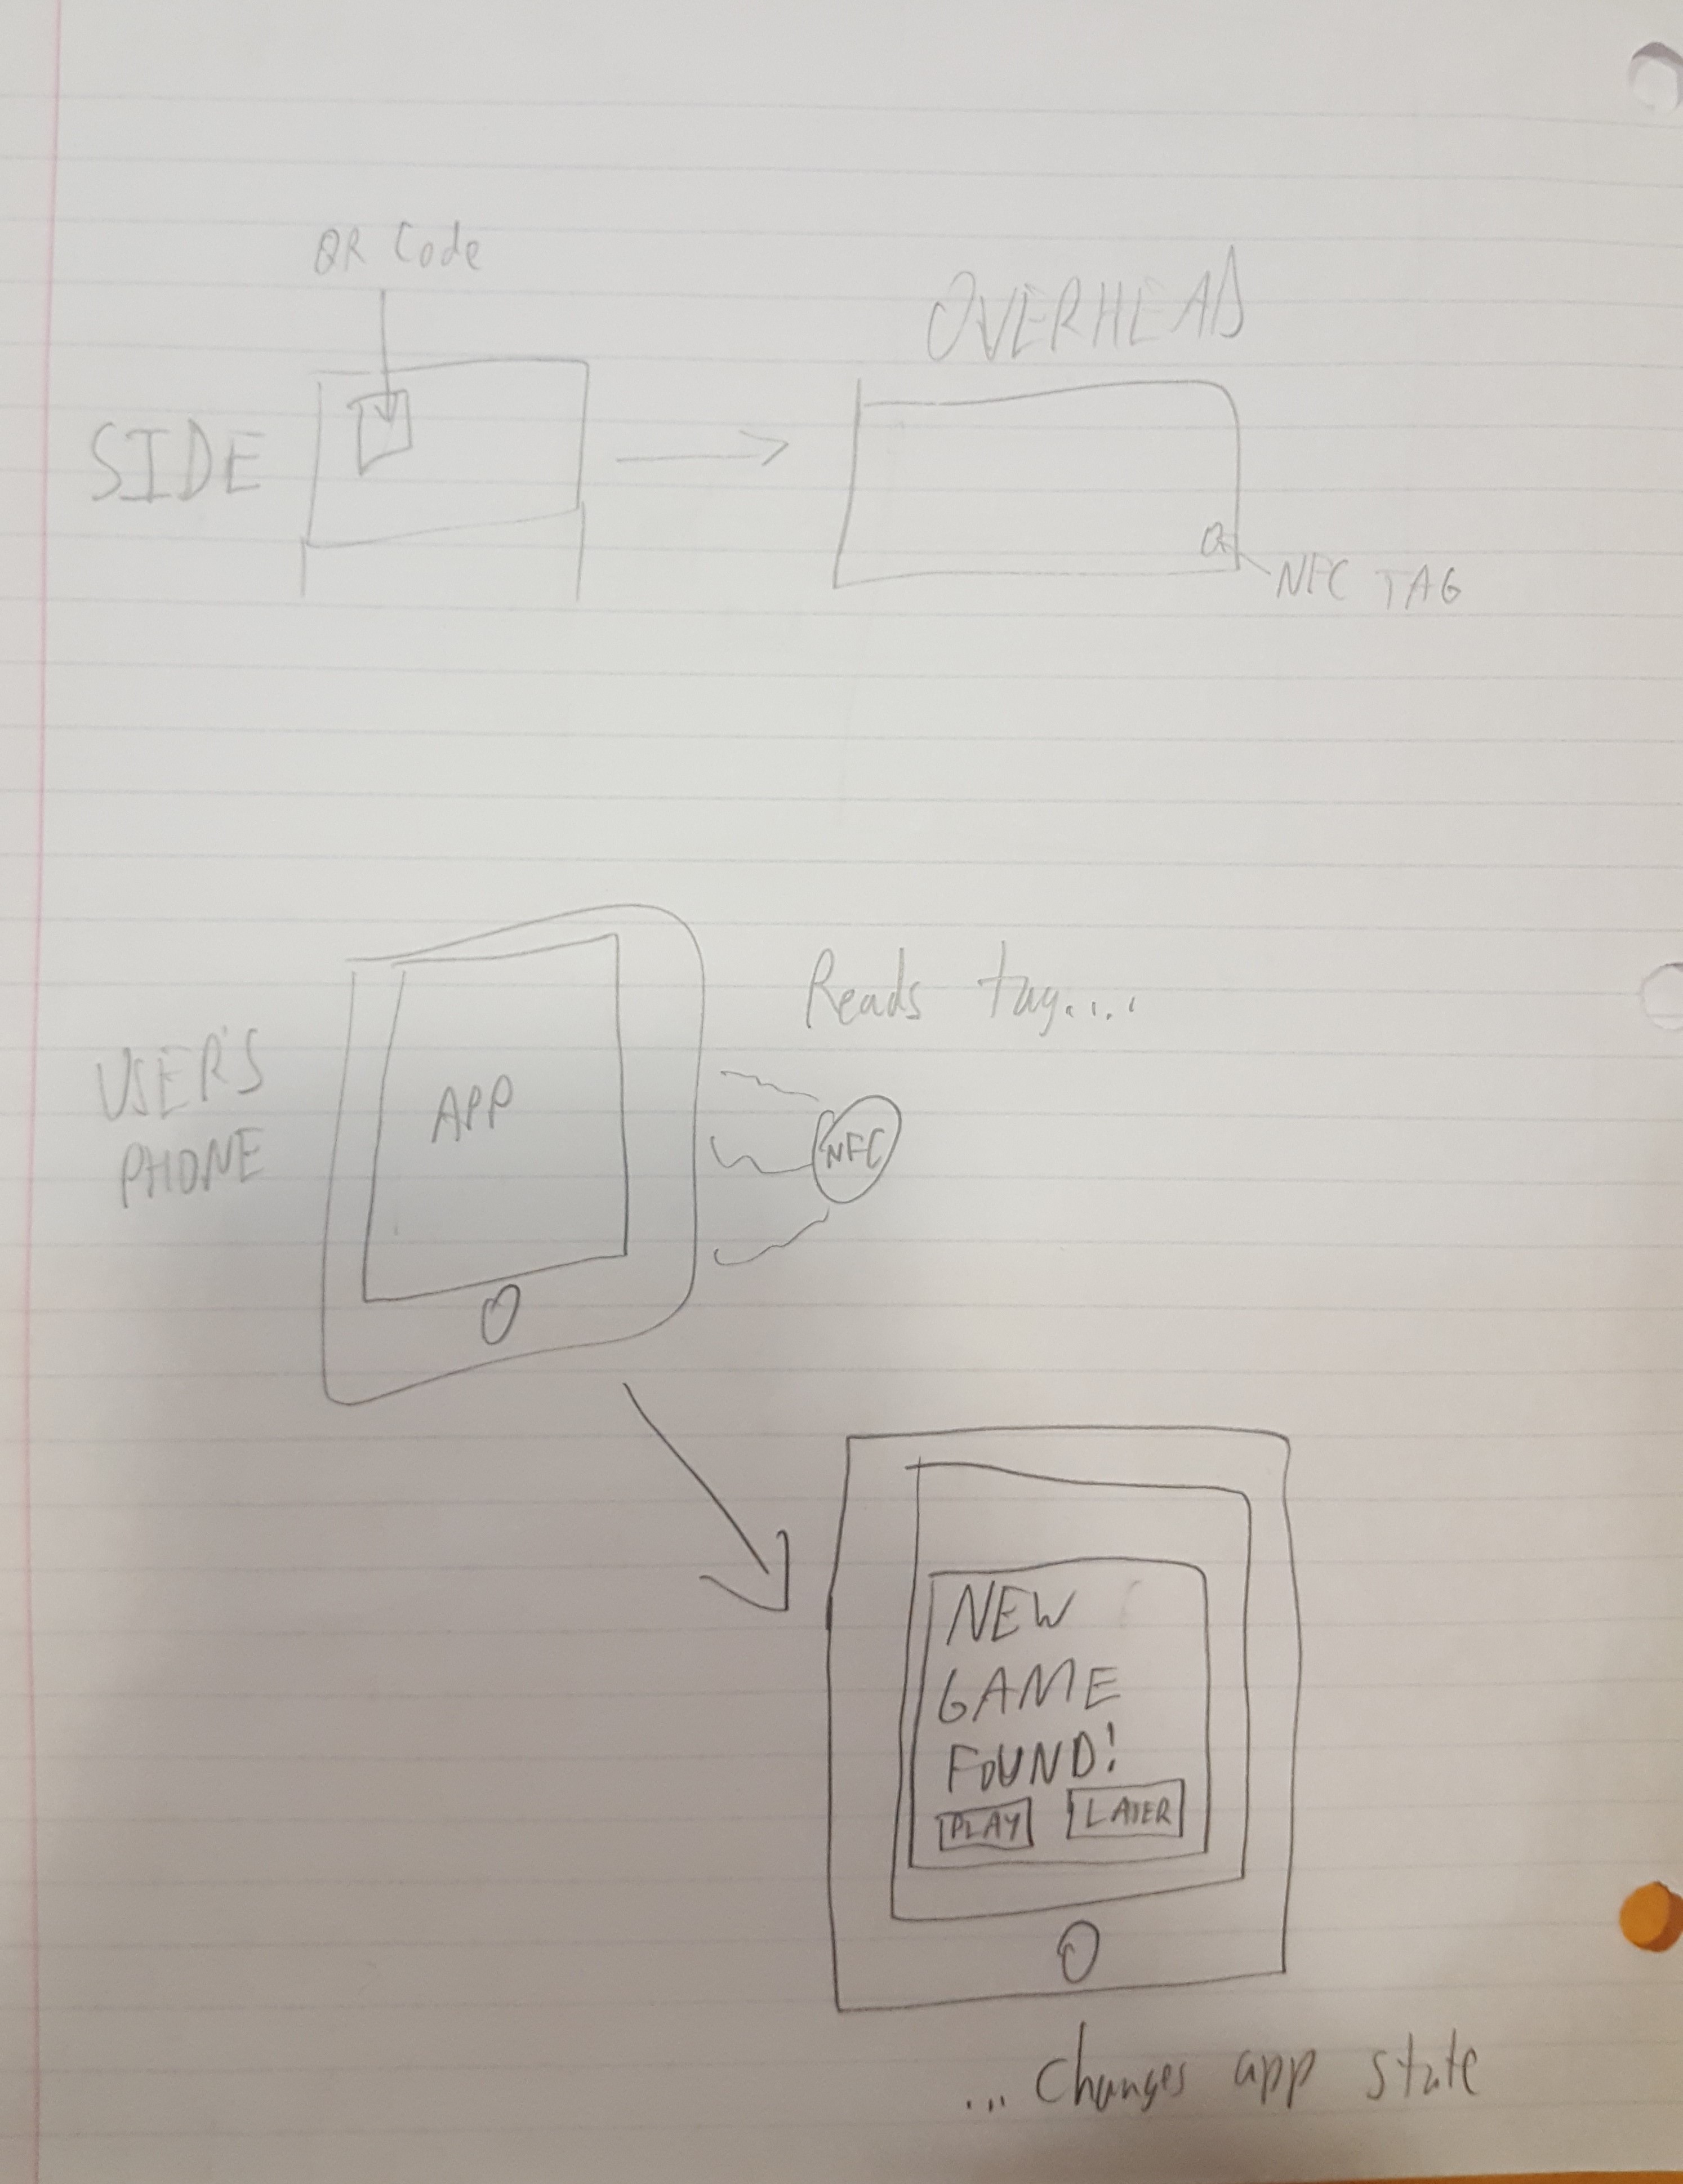 QR Code
OVERHEAD
SIDE
NFC TAG
Reads tag....
USER'S
PHONE
APP
NFC
NEW
GAME
FOUND!
PLAY
LATER
... changes app state